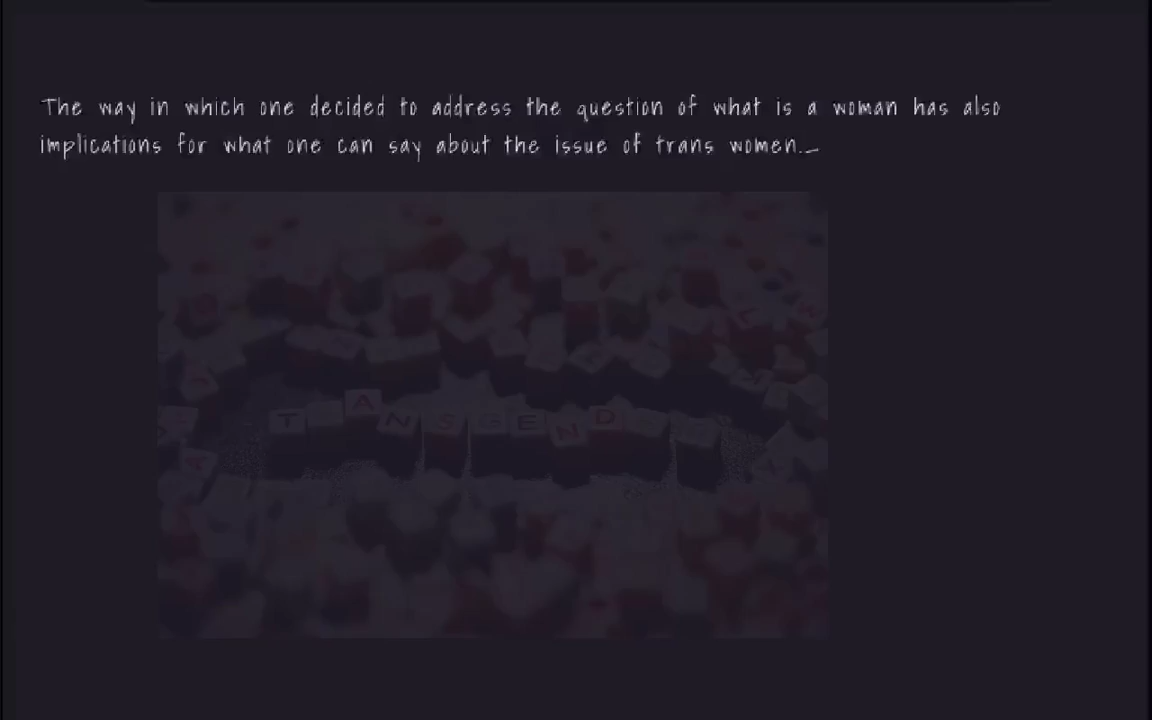 The way in which one decided to address the question of what is a woman has also
implications for what one can say about the issue of trans women._
TRANSGENDER